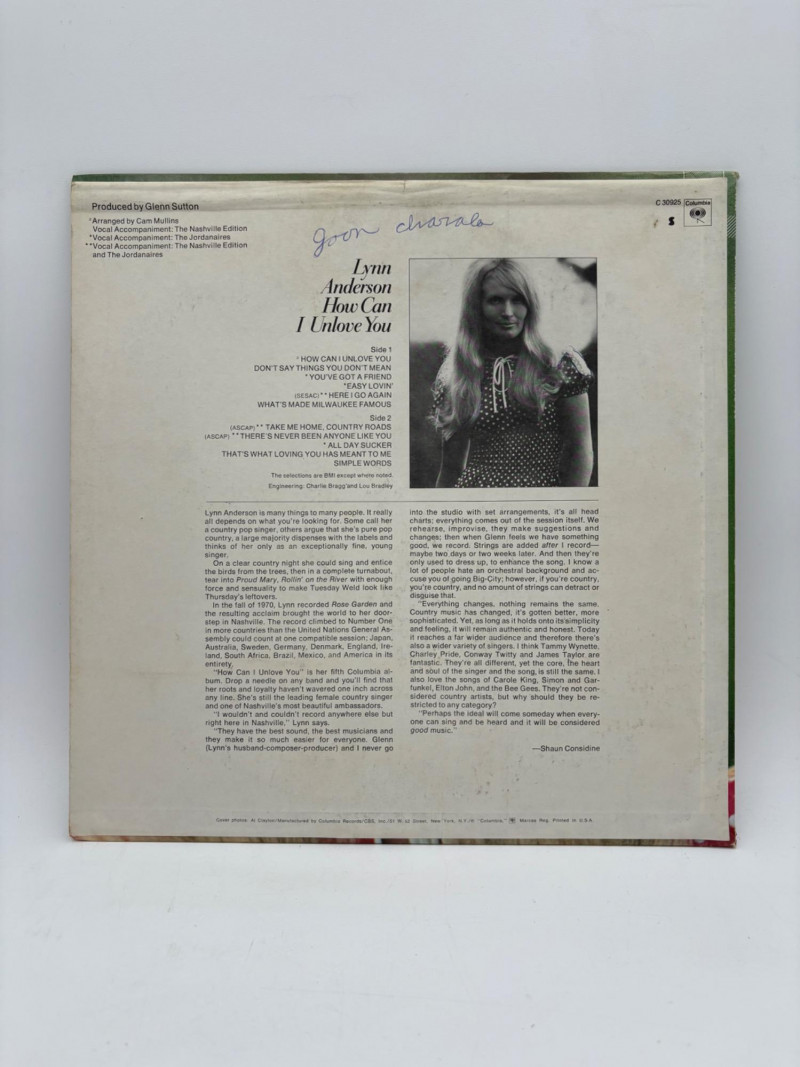 Produced by Glenn Sutton
+Arranged by Cam Mullins
Vocal Accompaniment: The Nashville Edition
*Vocal Accompaniment: The Jordanaires
**Vocal Accompaniment: The Nashville Edition
and The Jordanaires
C 30925
Columbia
S
Lynn
Anderson
How Can
I Unlove You
Side 1
+ HOW CAN I UNLOVE YOU
DON'T SAY THINGS YOU DON'T MEAN
* YOU'VE GOT A FRIEND
*EASY LOVIN'
(SESAC) ** HERE I GO AGAIN
WHAT'S MADE MILWAUKEE FAMOUS
Side 2
(ASCAP) ** TAKE ME HOME, COUNTRY ROADS
(ASCAP) ** THERE'S NEVER BEEN ANYONE LIKE YOU
* ALL DAY SUCKER
THAT'S WHAT LOVING YOU HAS MEANT TO ME
SIMPLE WORDS
The selections are BMI except where noted.
Engineering: Charlie Bragg and Lou Bradley
Lynn Anderson is many things to many people. It really
all depends on what you're looking for. Some call her
a country pop singer, others argue that she's pure pop
country, a large majority dispenses with the labels and
thinks of her only as an exceptionally fine, young
singer.
On a clear country night she could sing and entice
the birds from the trees, then in a complete turnabout,
tear into Proud Mary, Rollin' on the River with enough
force and sensuality to make Tuesday Weld look like
Thursday's leftovers.
In the fall of 1970, Lynn recorded Rose Garden and
the resulting acclaim brought the world to her door-
step in Nashville. The record climbed to Number One
in more countries than the United Nations General As-
sembly could count at one compatible session; Japan,
Australia, Sweden, Germany, Denmark, England, Ire-
land, South Africa, Brazil, Mexico, and America in its
entirety.
"How Can I Unlove You" is her fifth Columbia al-
bum. Drop a needle on any band and you'll find that
her roots and loyalty haven't wavered one inch across
any line. She's still the leading female country singer
and one of Nashville's most beautiful ambassadors.
"I wouldn't and couldn't record anywhere else but
right here in Nashville," Lynn says.
"They have the best sound, the best musicians and
they make it so much easier for everyone. Glenn
(Lynn's husband-composer-producer) and I never go
into the studio with set arrangements, it's all head
charts; everything comes out of the session itself. We
rehearse, improvise, they make suggestions and
changes; then when Glenn feels we have something
good, we record. Strings are added after I record—
maybe two days or two weeks later. And then they're
only used to dress up, to enhance the song. I know a
lot of people hate an orchestral background and ac-
cuse you of going Big-City; however, if you're country,
you're country, and no amount of strings can detract or
disguise that.
"Everything changes, nothing remains the same.
Country music has changed, it's gotten better, more
sophisticated. Yet, as long as it holds onto its simplicity
and feeling, it will remain authentic and honest. Today
it reaches a far wider audience and therefore there's
also a wider variety of singers. I think Tammy Wynette,
Charley Pride, Conway Twitty and James Taylor are
fantastic. They're all different, yet the core, the heart
and soul of the singer and the song, is still the same. I
also love the songs of Carole King, Simon and Gar-
funkel, Elton John, and the Bee Gees. They're not con-
sidered country artists, but why should they be re-
stricted to any category?
"Perhaps the ideal will come someday when every-
one can sing and be heard and it will be considered
good music."
—Shaun Considine
Cover photos: Al Clayton/Manufactured by Columbia Records/CBS, Inc./51 W. 52 Street, New York, N.Y./® "Columbia," Marcas Reg. Printed in U.S.A.